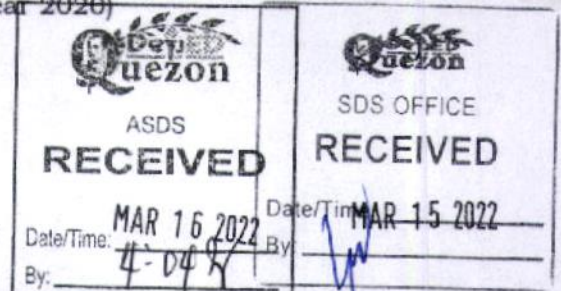 2020)
DepED
Quezon
ASDS
RECEIVED
Date/Time: MAR 16 2022
By: 4:04
Quezon
SDS OFFICE
RECEIVED
Date/Time MAR 15 2022
By